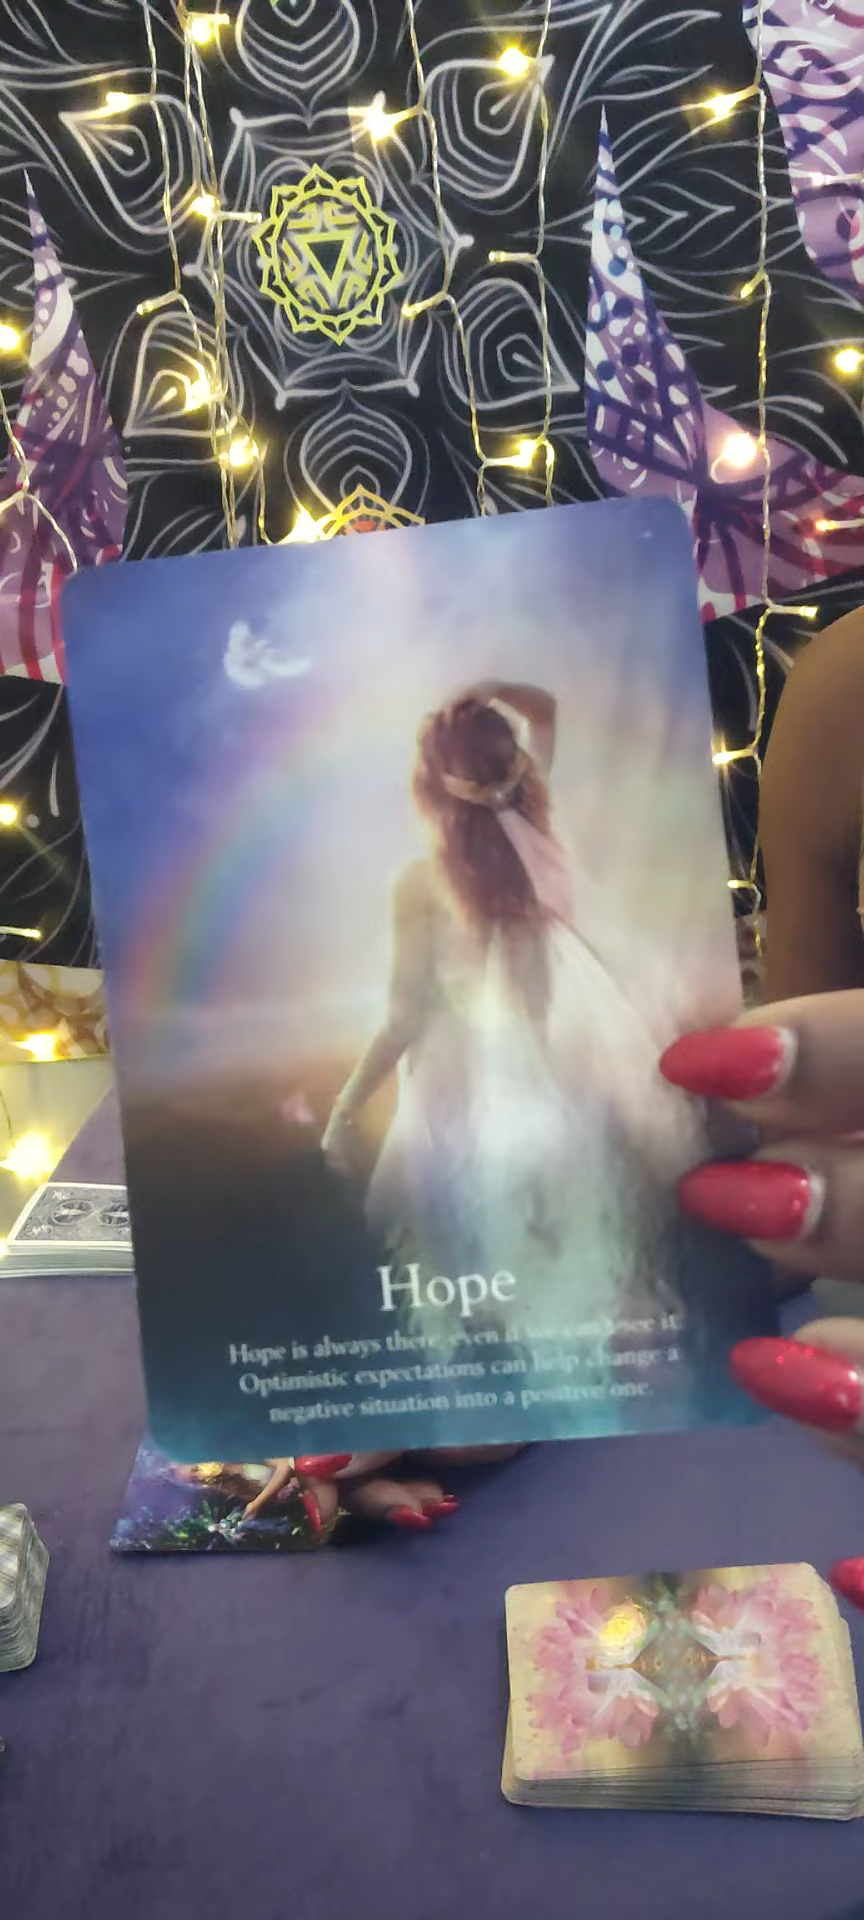 Hope
Hope is always there, even if we can't see it.
Optimistic expectations can help change a
negative situation into a positive one.